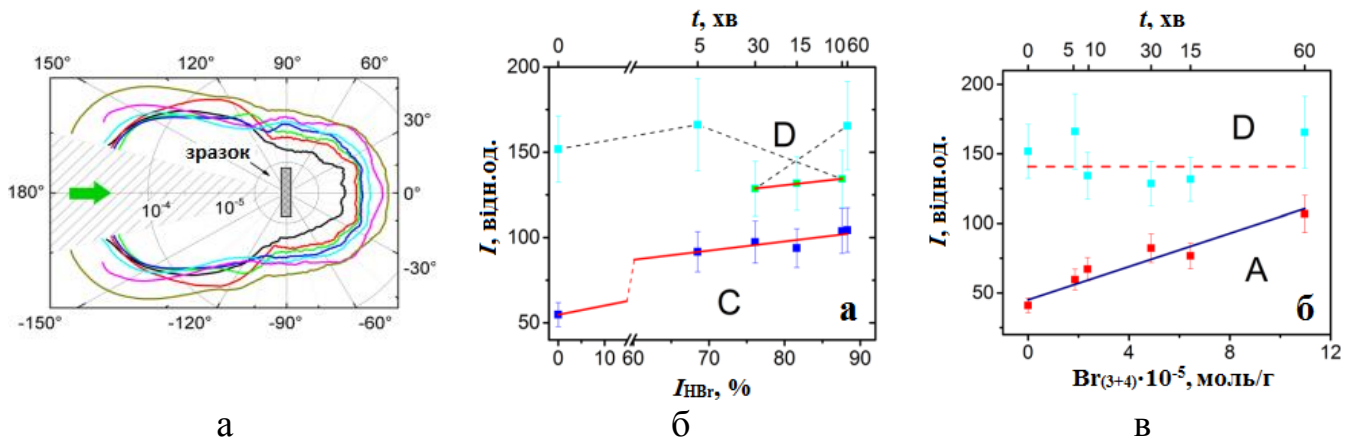 150° 120° 90° 60°
30°
зразок
180° 0°
10⁻⁴ 10⁻⁵
-30°
-150° -120° -90° -60°
а
t, хв
0 5 30 15 10 60
I, відн.од.
200
150
100
50
D
C
а
0 10 60 70 80 90
I_HBr, %
б
t, хв
0 5 10 30 15 60
I, відн.од.
200
150
100
50
D
A
б
0 4 8 12
Br₍₃₊₄₎·10⁻⁵, моль/г
в